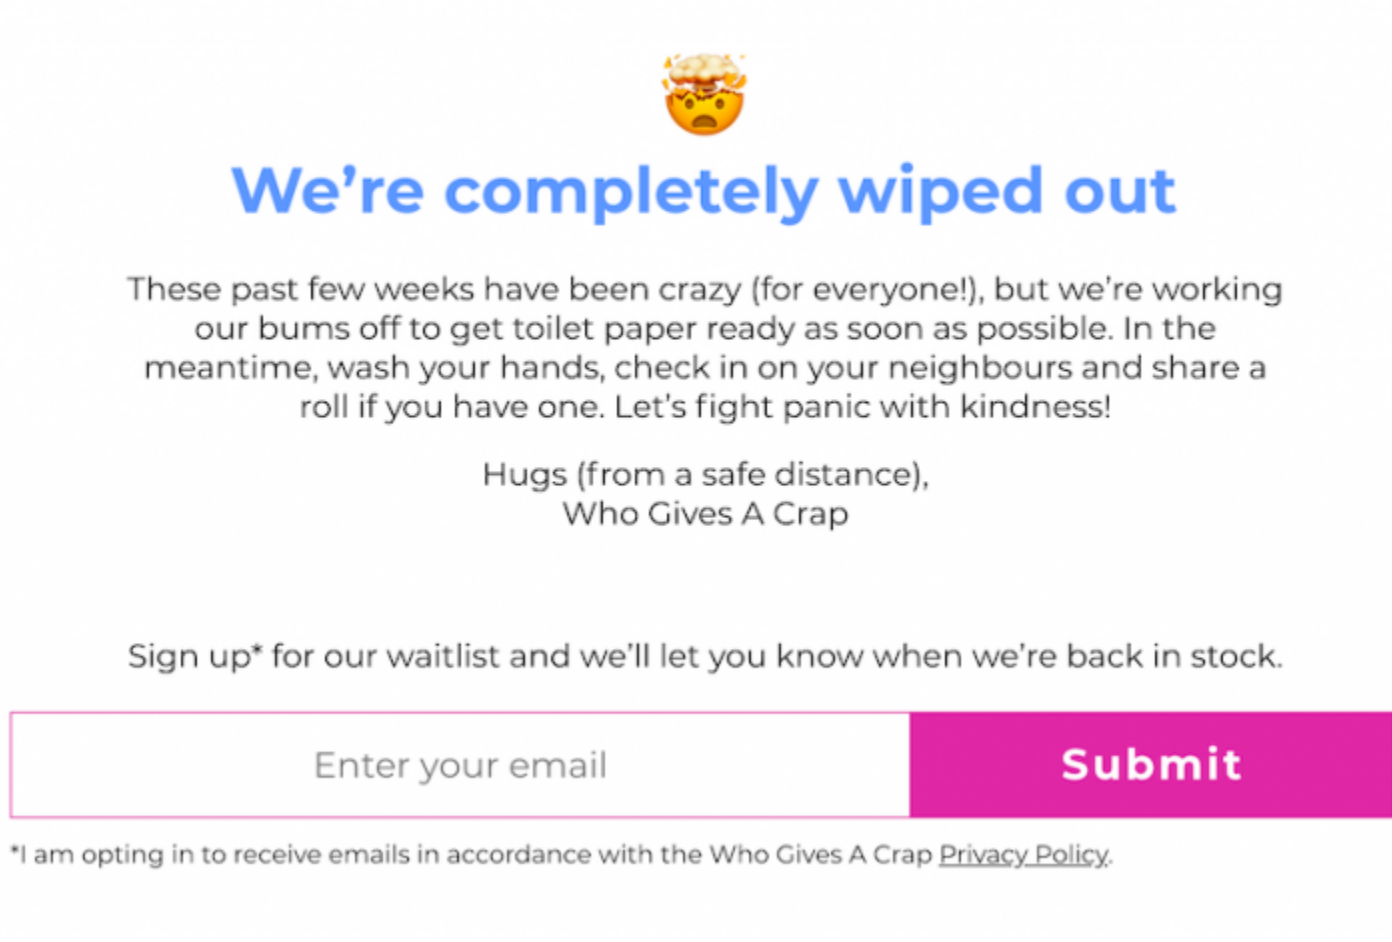 We’re completely wiped out
These past few weeks have been crazy (for everyone!), but we’re working
our bums off to get toilet paper ready as soon as possible. In the
meantime, wash your hands, check in on your neighbours and share a
roll if you have one. Let’s fight panic with kindness!
Hugs (from a safe distance),
Who Gives A Crap
Sign up* for our waitlist and we’ll let you know when we’re back in stock.
Enter your email
Submit
*I am opting in to receive emails in accordance with the Who Gives A Crap Privacy Policy.